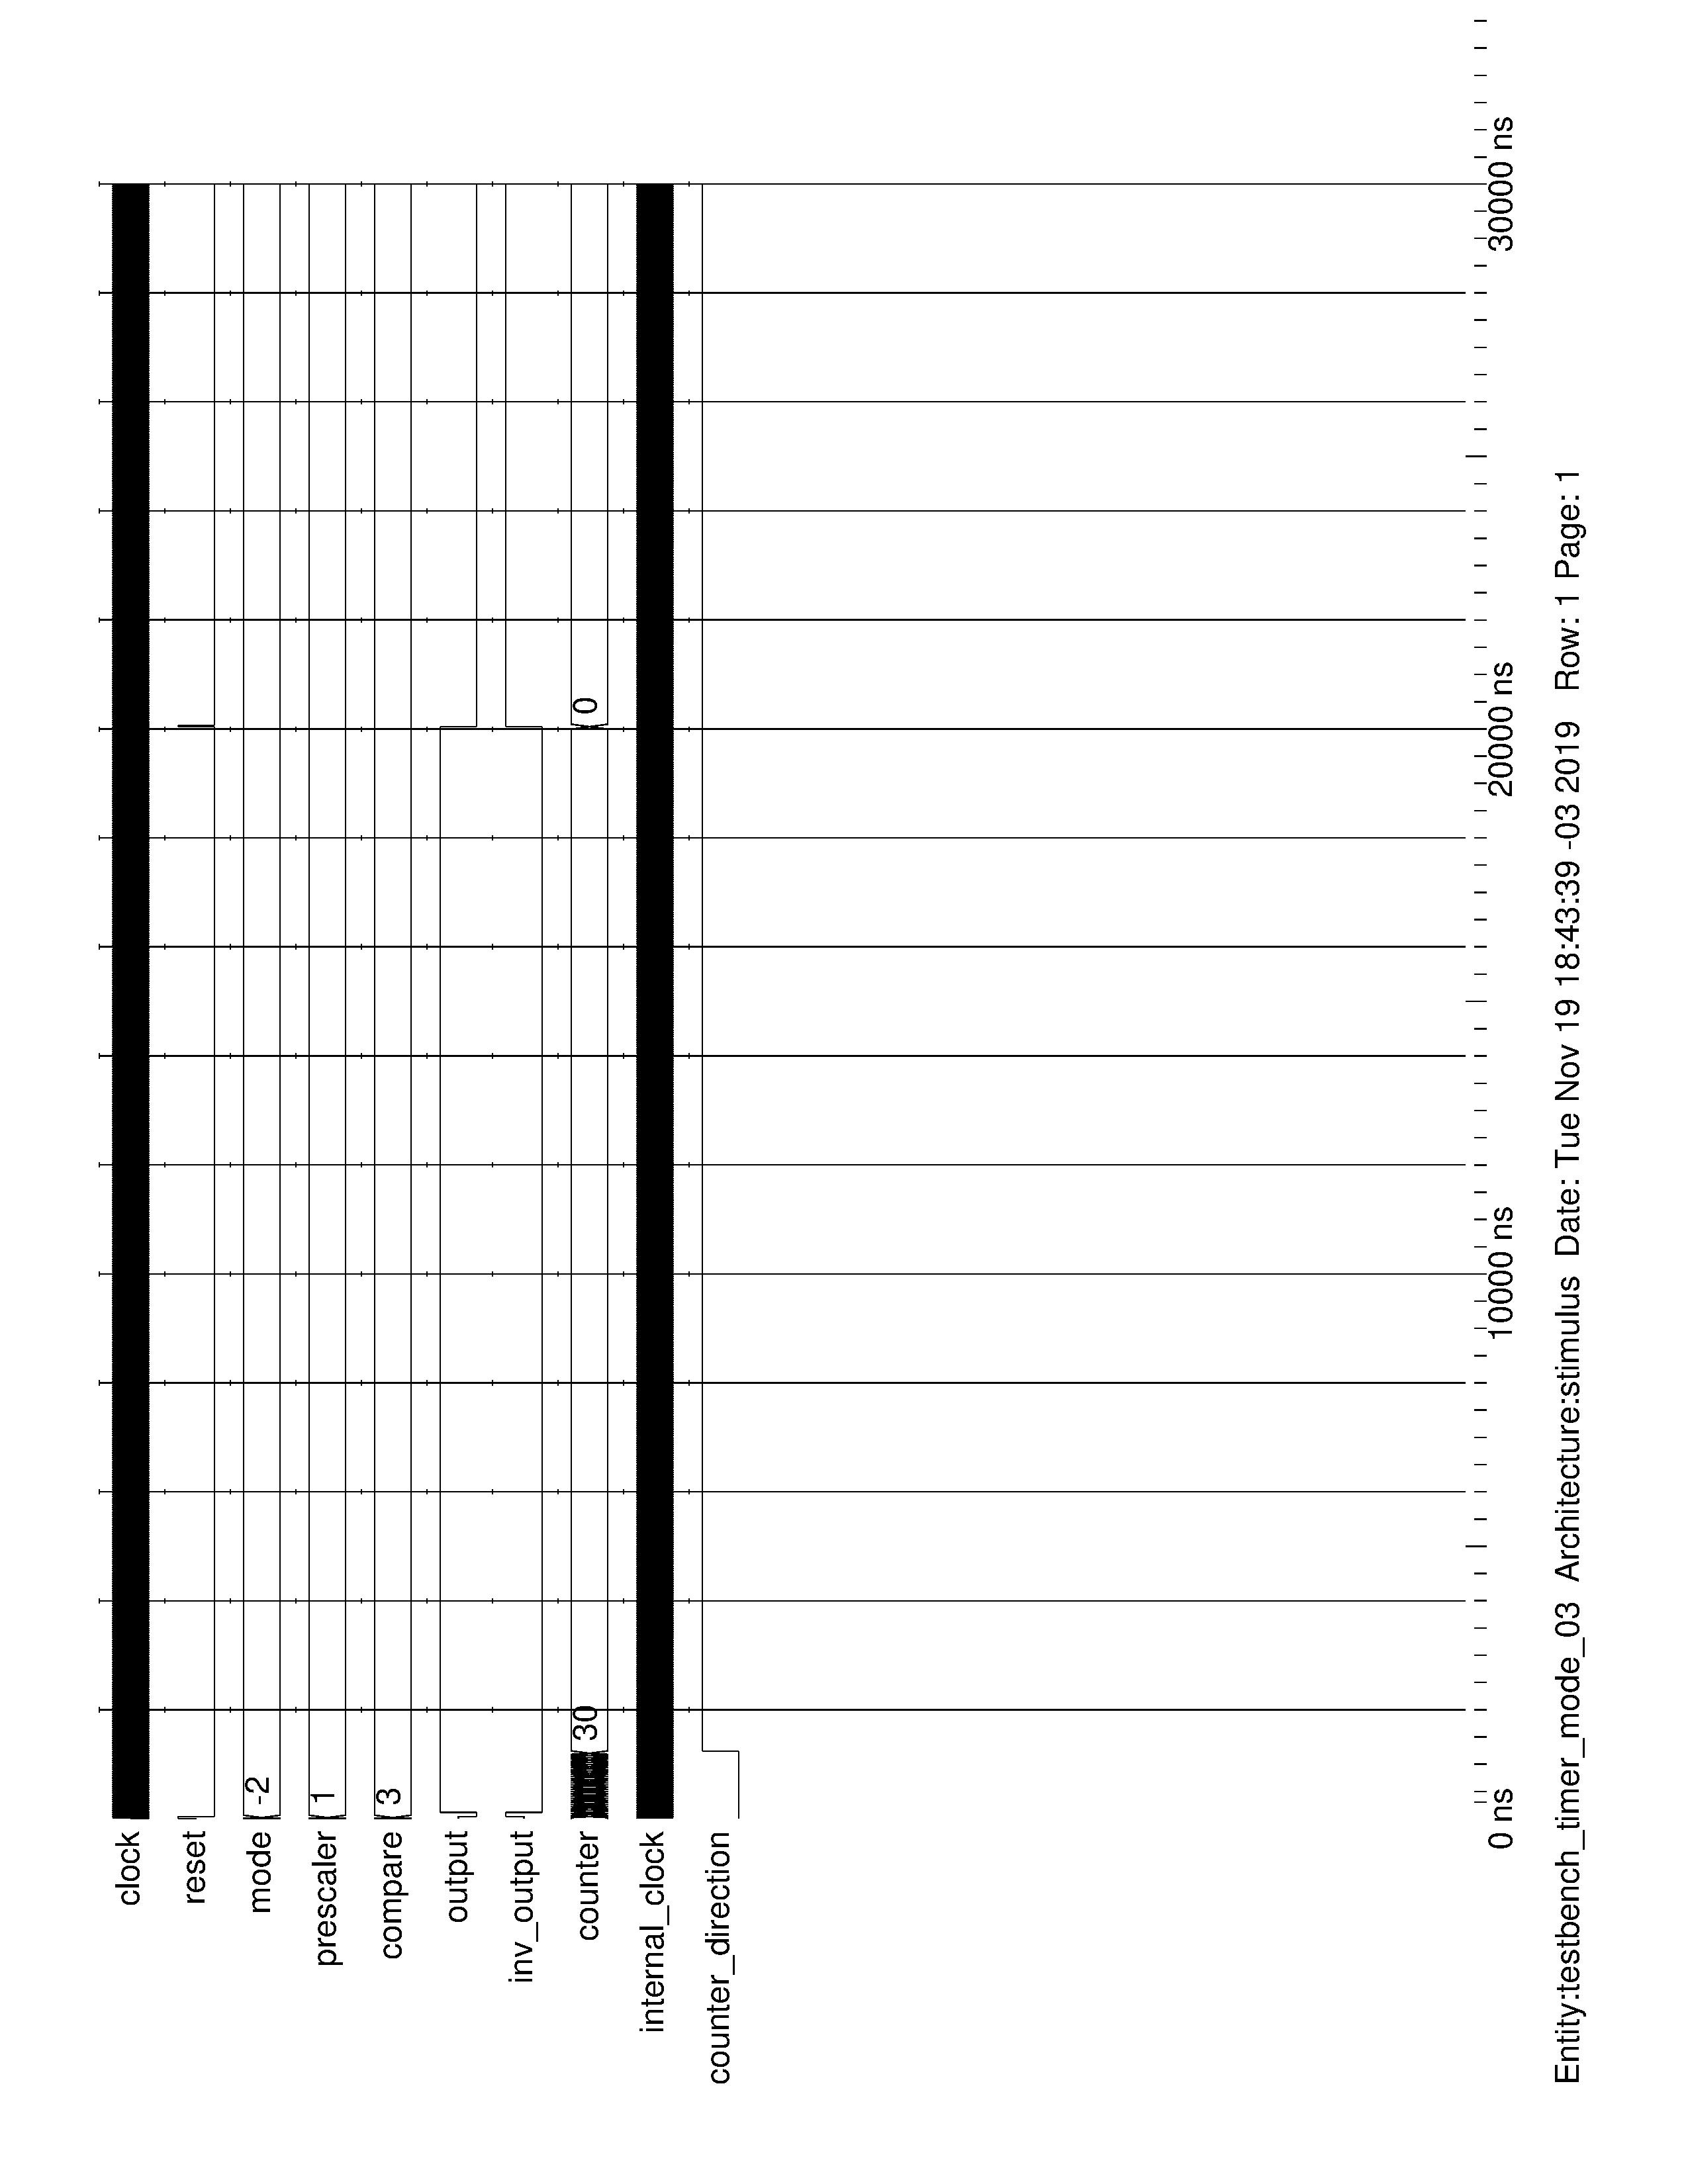 clock
reset
mode -2
prescaler 1
compare 3
output
inv_output
counter 30 0
internal_clock
counter_direction
0 ns 10000 ns 20000 ns 30000 ns
Entity:testbench_timer_mode_03 Architecture:stimulus Date: Tue Nov 19 18:43:39 -03 2019 Row: 1 Page: 1